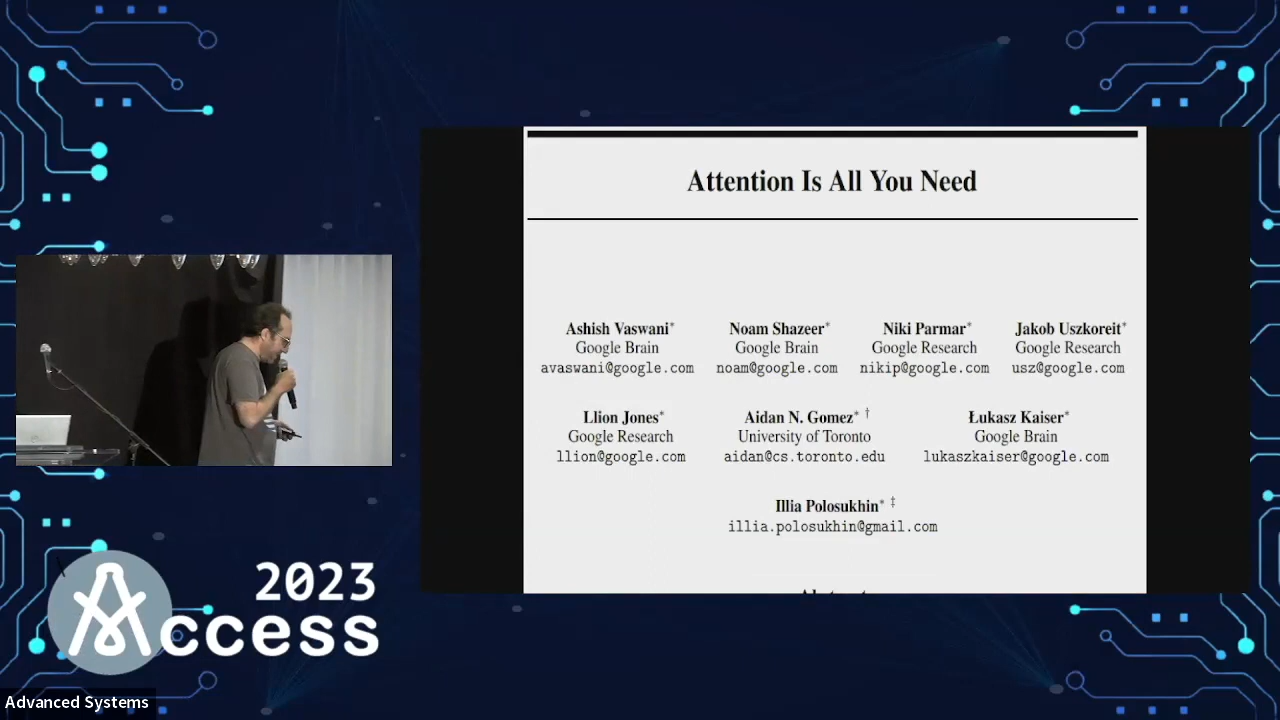 Attention Is All You Need
Ashish Vaswani* Noam Shazeer* Niki Parmar* Jakob Uszkoreit*
Google Brain Google Brain Google Research Google Research
avaswani@google.com noam@google.com nikip@google.com usz@google.com
Llion Jones* Aidan N. Gomez* † Łukasz Kaiser*
Google Research University of Toronto Google Brain
llion@google.com aidan@cs.toronto.edu lukaszkaiser@google.com
Illia Polosukhin* ‡
illia.polosukhin@gmail.com
2023
Access
Advanced Systems